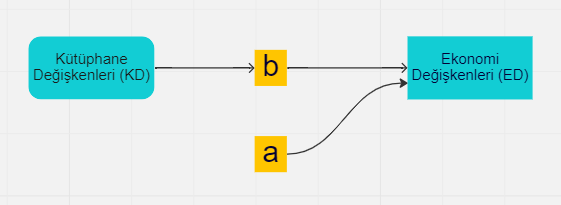 Kütüphane
Değişkenleri (KD)
b
Ekonomi
Değişkenleri (ED)
a